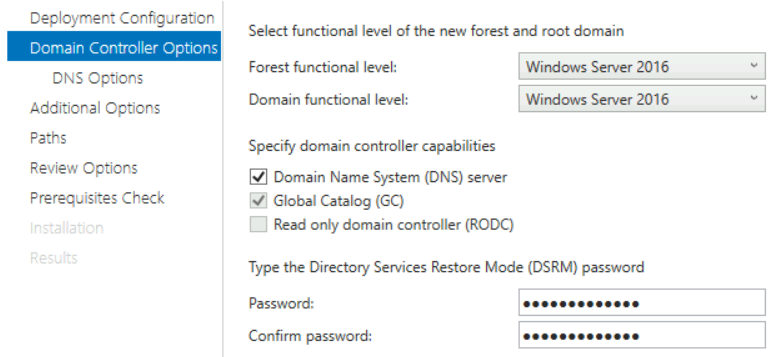 Deployment Configuration
Domain Controller Options
DNS Options
Additional Options
Paths
Review Options
Prerequisites Check
Installation
Results
Select functional level of the new forest and root domain
Forest functional level: Windows Server 2016
Domain functional level: Windows Server 2016
Specify domain controller capabilities
Domain Name System (DNS) server
Global Catalog (GC)
Read only domain controller (RODC)
Type the Directory Services Restore Mode (DSRM) password
Password: •••••••••••••
Confirm password: •••••••••••••